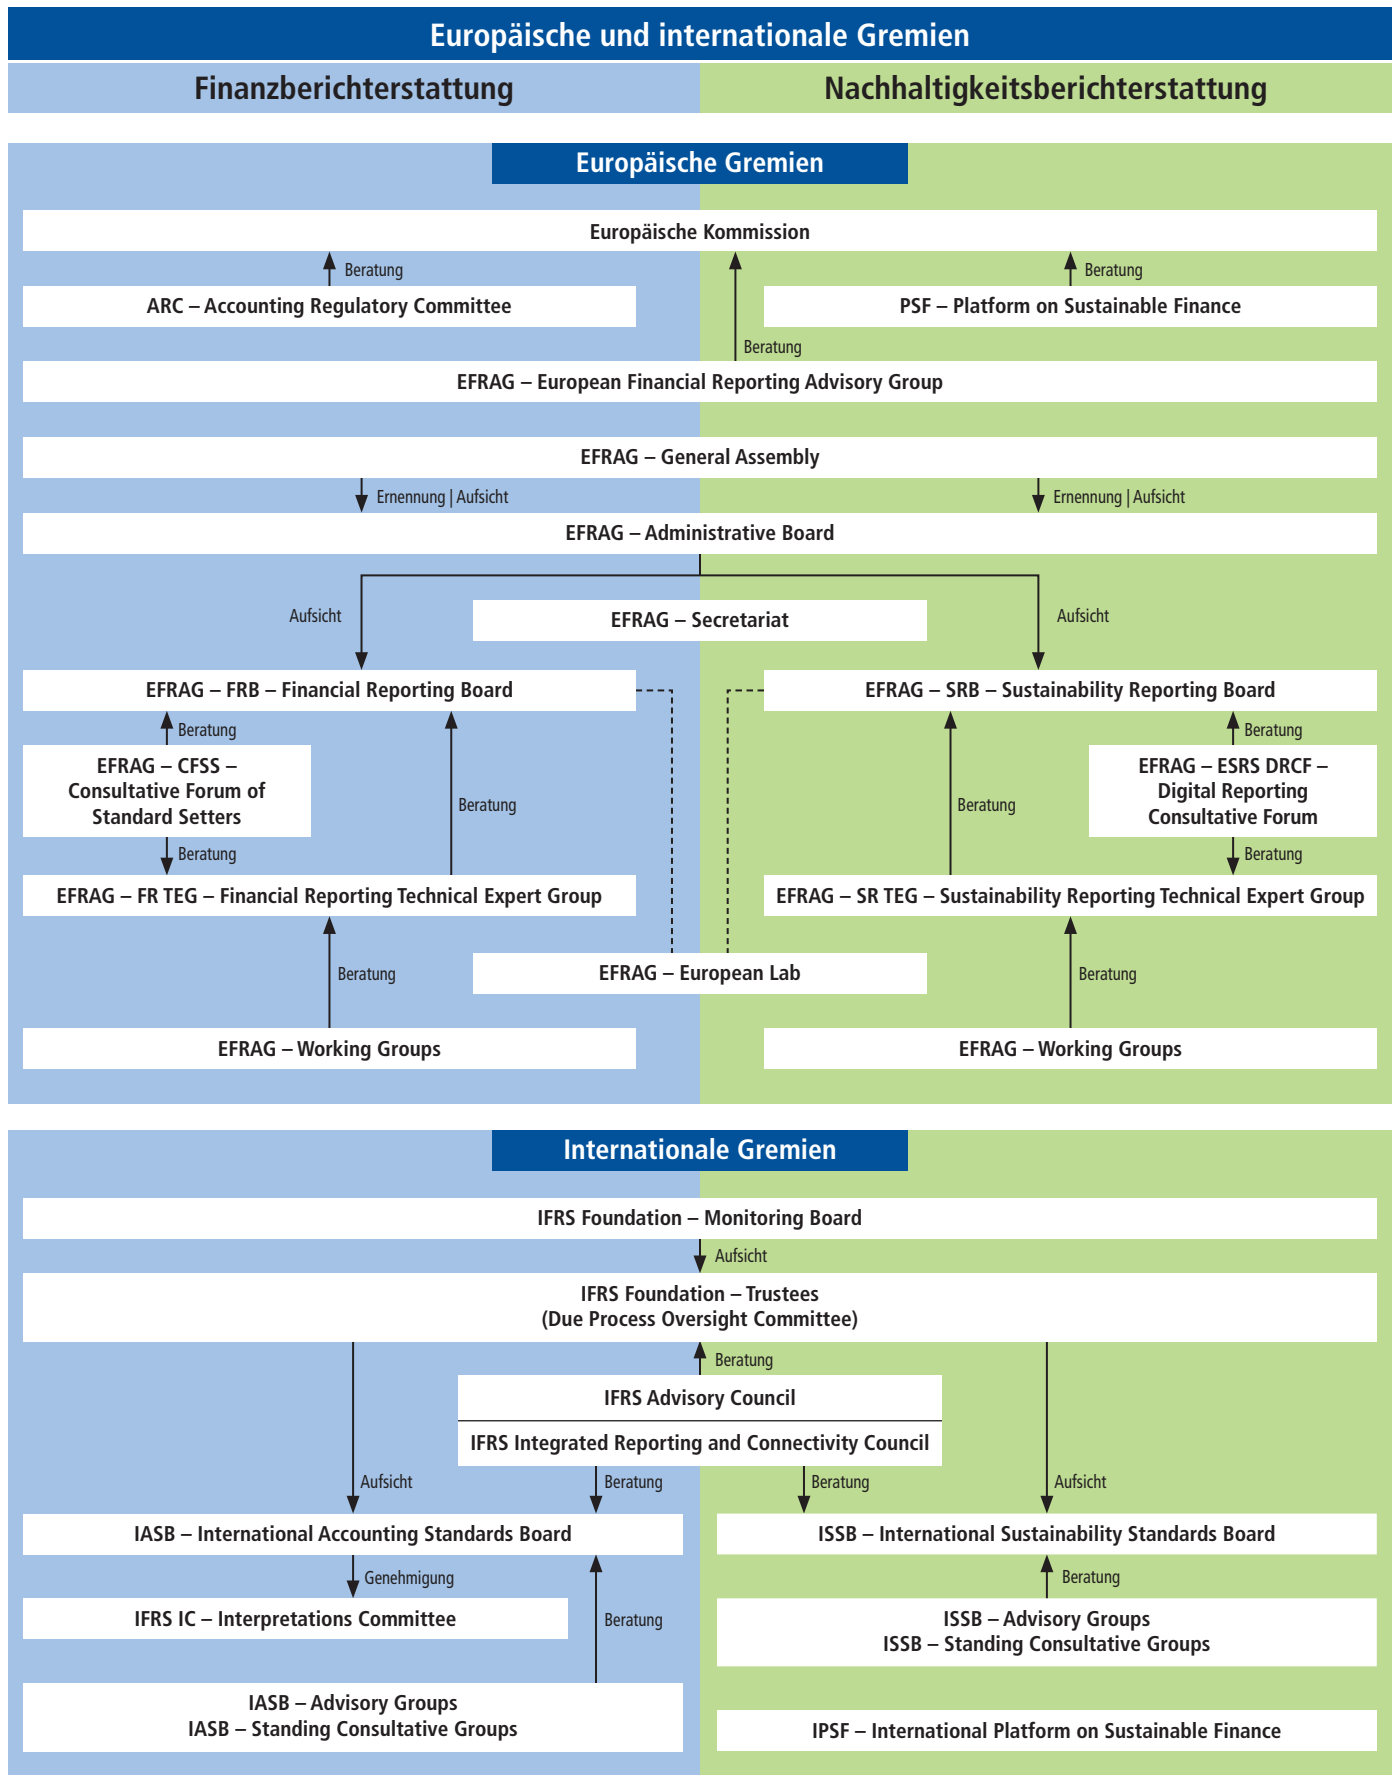 Europäische und internationale Gremien
Finanzberichterstattung
Nachhaltigkeitsberichterstattung
Europäische Gremien
Europäische Kommission
Beratung
Beratung
ARC – Accounting Regulatory Committee
PSF – Platform on Sustainable Finance
Beratung
EFRAG – European Financial Reporting Advisory Group
EFRAG – General Assembly
Ernennung | Aufsicht
Ernennung | Aufsicht
EFRAG – Administrative Board
Aufsicht
EFRAG – Secretariat
Aufsicht
EFRAG – FRB – Financial Reporting Board
EFRAG – SRB – Sustainability Reporting Board
Beratung
Beratung
EFRAG – CFSS –
Consultative Forum of
Standard Setters
Beratung
Beratung
EFRAG – ESRS DRCF –
Digital Reporting
Consultative Forum
Beratung
Beratung
EFRAG – FR TEG – Financial Reporting Technical Expert Group
EFRAG – SR TEG – Sustainability Reporting Technical Expert Group
Beratung
EFRAG – European Lab
Beratung
EFRAG – Working Groups
EFRAG – Working Groups
Internationale Gremien
IFRS Foundation – Monitoring Board
Aufsicht
IFRS Foundation – Trustees
(Due Process Oversight Committee)
Beratung
IFRS Advisory Council
IFRS Integrated Reporting and Connectivity Council
Aufsicht
Beratung
Beratung
Aufsicht
IASB – International Accounting Standards Board
ISSB – International Sustainability Standards Board
Genehmigung
Beratung
IFRS IC – Interpretations Committee
Beratung
ISSB – Advisory Groups
ISSB – Standing Consultative Groups
IASB – Advisory Groups
IASB – Standing Consultative Groups
IPSF – International Platform on Sustainable Finance